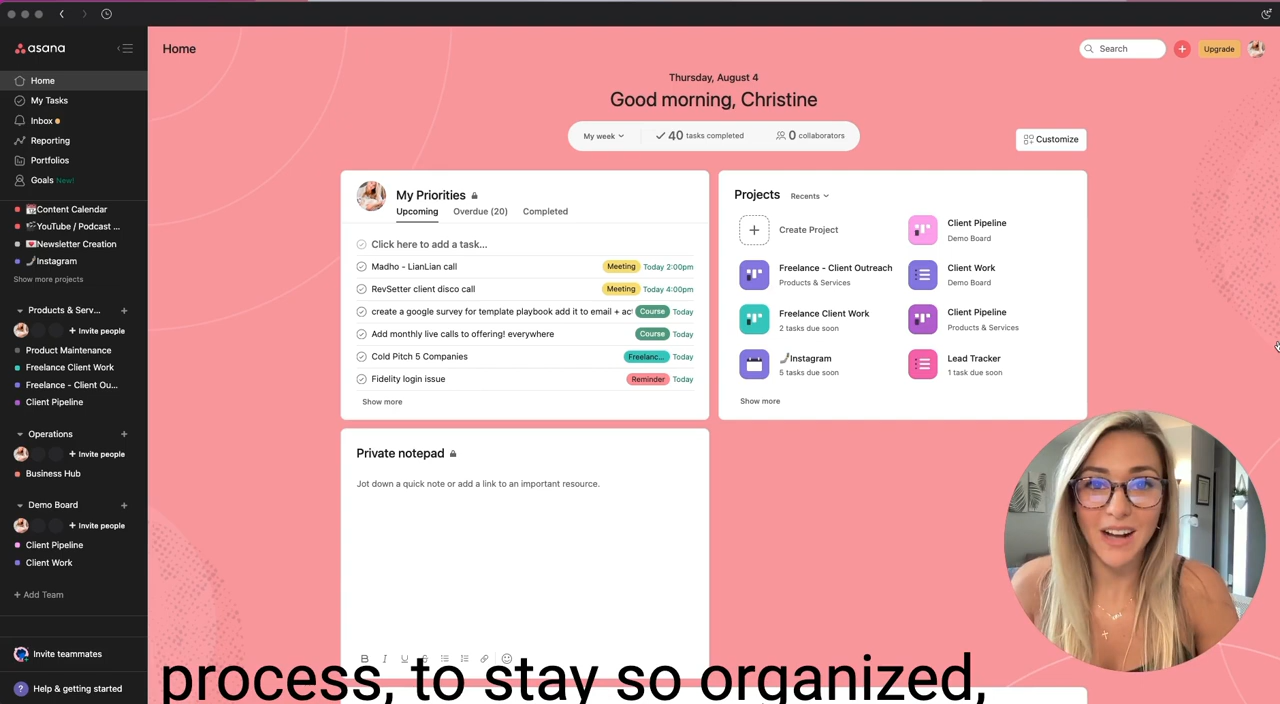 asana
Home
My Tasks
Inbox
Reporting
Portfolios
Goals New!
Content Calendar
YouTube / Podcast ...
Newsletter Creation
Instagram
Show more projects
Products & Serv...
Invite people
Product Maintenance
Freelance Client Work
Freelance - Client Ou...
Client Pipeline
Operations
Invite people
Business Hub
Demo Board
Invite people
Client Pipeline
Client Work
+ Add Team
Invite teammates
? Help & getting started
Home
Search
Upgrade
Thursday, August 4
Good morning, Christine
My week
40 tasks completed
0 collaborators
Customize
My Priorities
Upcoming Overdue (20) Completed
Click here to add a task...
Madho - LianLian call Meeting Today 2:00pm
RevSetter client disco call Meeting Today 4:00pm
create a google survey for template playbook add it to email + ac Course Today
Add monthly live calls to offering! everywhere Course Today
Cold Pitch 5 Companies Freelanc... Today
Fidelity login issue Reminder Today
Show more
Projects Recents
Create Project
Client Pipeline
Demo Board
Freelance - Client Outreach
Products & Services
Client Work
Demo Board
Freelance Client Work
2 tasks due soon
Client Pipeline
Products & Services
Instagram
5 tasks due soon
Lead Tracker
1 task due soon
Show more
Private notepad
Jot down a quick note or add a link to an important resource.
B I U S
process, to stay so organized,